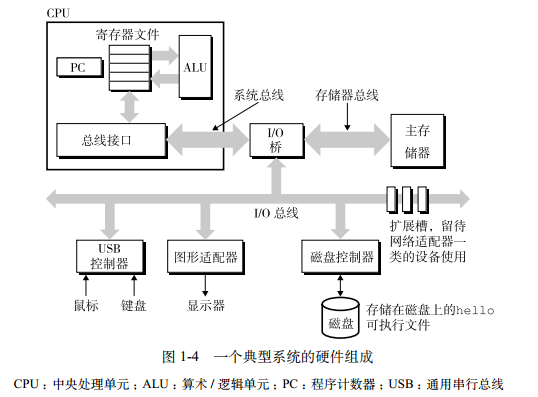 CPU
寄存器文件
PC
ALU
系统总线
存储器总线
总线接口
I/O
桥
主存
储器
I/O 总线
扩展槽，留待
网络适配器一
类的设备使用
USB
控制器
图形适配器
磁盘控制器
鼠标
键盘
显示器
磁盘
存储在磁盘上的hello
可执行文件
图 1-4 一个典型系统的硬件组成
CPU：中央处理单元；ALU：算术 / 逻辑单元；PC：程序计数器；USB：通用串行总线